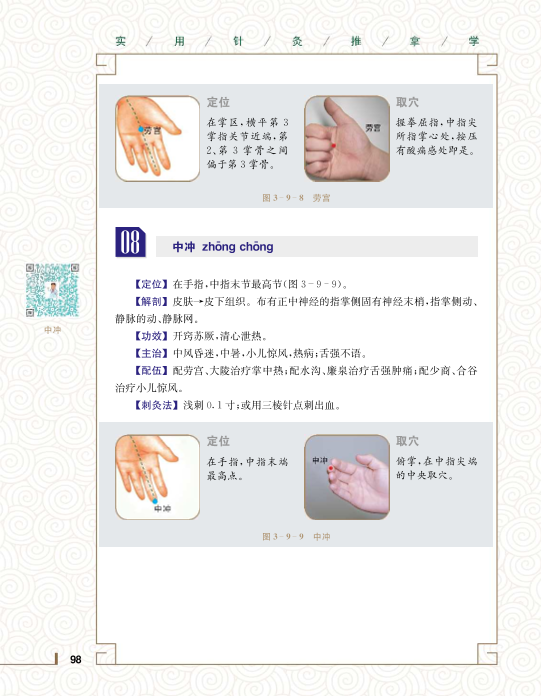 实 / 用 / 针 / 灸 / 推 / 拿 / 学
定位
在掌区,横平第 3
掌指关节近端,第
2、第 3 掌骨之间
偏于第 3 掌骨。
劳宫
取穴
握拳屈指,中指尖
所指掌心处,按压
有酸痛感处即是。
劳宫
图 3-9-8 劳宫
08
中冲 zhōng chōng
中冲
【定位】在手指,中指末节最高节(图 3-9-9)。
【解剖】皮肤→皮下组织。布有正中神经的指掌侧固有神经末梢,指掌侧动、
静脉的动、静脉网。
【功效】开窍苏厥,清心泄热。
【主治】中风昏迷,中暑,小儿惊风,热病;舌强不语。
【配伍】配劳宫、大陵治疗掌中热;配水沟、廉泉治疗舌强肿痛;配少商、合谷
治疗小儿惊风。
【刺灸法】浅刺 0.1 寸;或用三棱针点刺出血。
定位
在手指,中指末端
最高点。
中冲
取穴
俯掌,在中指尖端
的中央取穴。
中冲
图 3-9-9 中冲
98